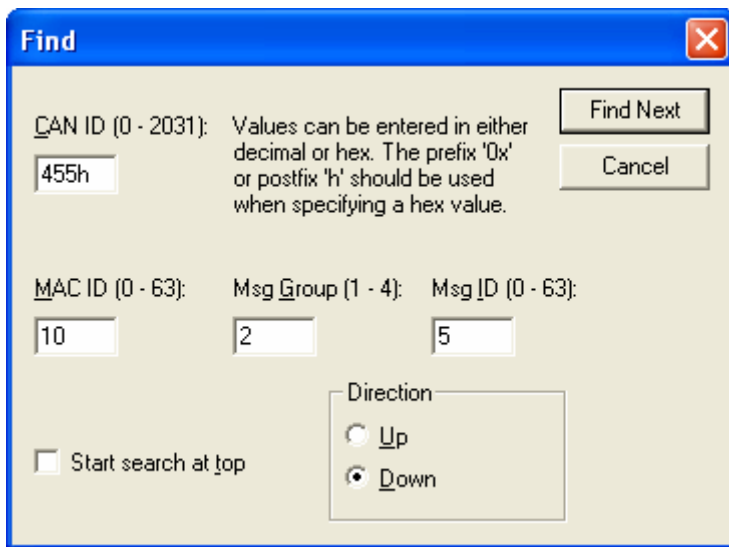 Find
CAN ID (0 - 2031):
455h
Values can be entered in either
decimal or hex. The prefix '0x'
or postfix 'h' should be used
when specifying a hex value.
Find Next
Cancel
MAC ID (0 - 63):
Msg Group (1 - 4):
Msg ID (0 - 63):
10
2
5
Direction
Up
Down
Start search at top